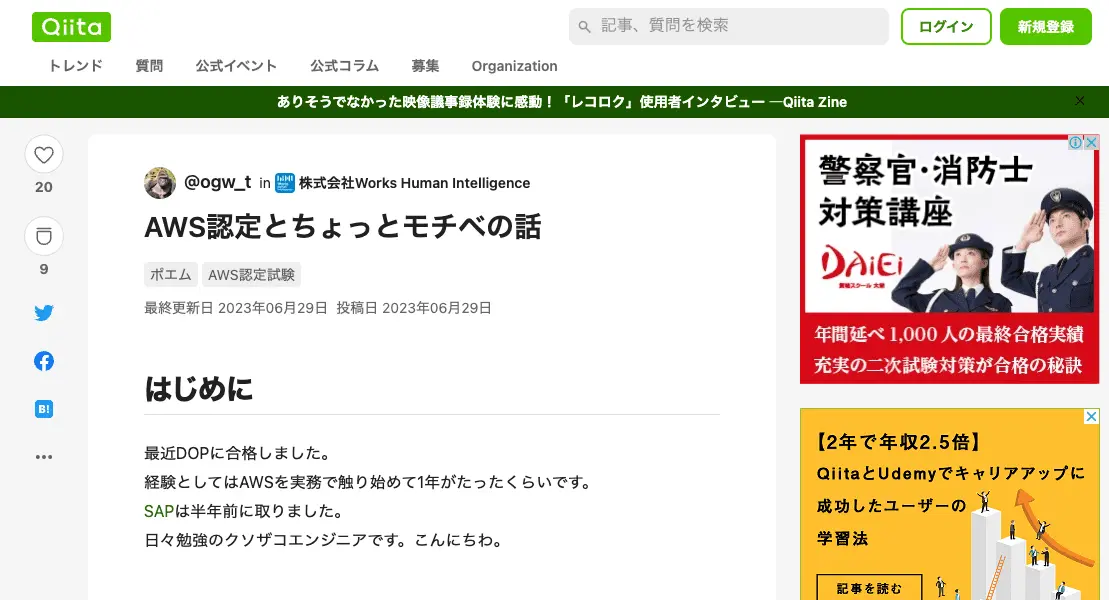 Qiita
記事、質問を検索
ログイン
新規登録
トレンド 質問 公式イベント 公式コラム 募集 Organization
ありそうでなかった映像議事録体験に感動！「レコロク」使用者インタビュー —Qiita Zine
20
9
B!
@ogw_t in 株式会社Works Human Intelligence
AWS認定とちょっとモチベの話
ポエム AWS認定試験
最終更新日 2023年06月29日 投稿日 2023年06月29日
はじめに
最近DOPに合格しました。
経験としてはAWSを実務で触り始めて1年がたったくらいです。
SAPは半年前に取りました。
日々勉強のクソザコエンジニアです。こんにちわ。
警察官・消防士
対策講座
DAiEi
年間延べ1,000人の最終合格実績
充実の二次試験対策が合格の秘訣
【2年で年収2.5倍】
QiitaとUdemyでキャリアアップに
成功したユーザーの
学習法
記事を読む